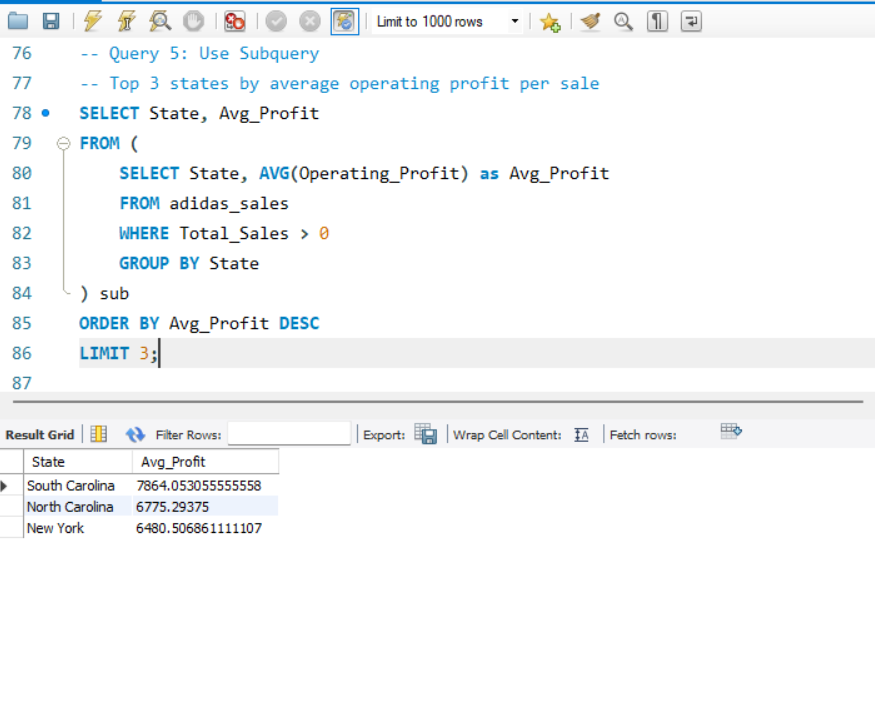 Limit to 1000 rows
76 -- Query 5: Use Subquery
77 -- Top 3 states by average operating profit per sale
78 SELECT State, Avg_Profit
79 FROM (
80 SELECT State, AVG(Operating_Profit) as Avg_Profit
81 FROM adidas_sales
82 WHERE Total_Sales > 0
83 GROUP BY State
84 ) sub
85 ORDER BY Avg_Profit DESC
86 LIMIT 3;
87
Result Grid Filter Rows: Export: Wrap Cell Content: IA Fetch rows:
State Avg_Profit
South Carolina 7864.053055555558
North Carolina 6775.29375
New York 6480.506861111107